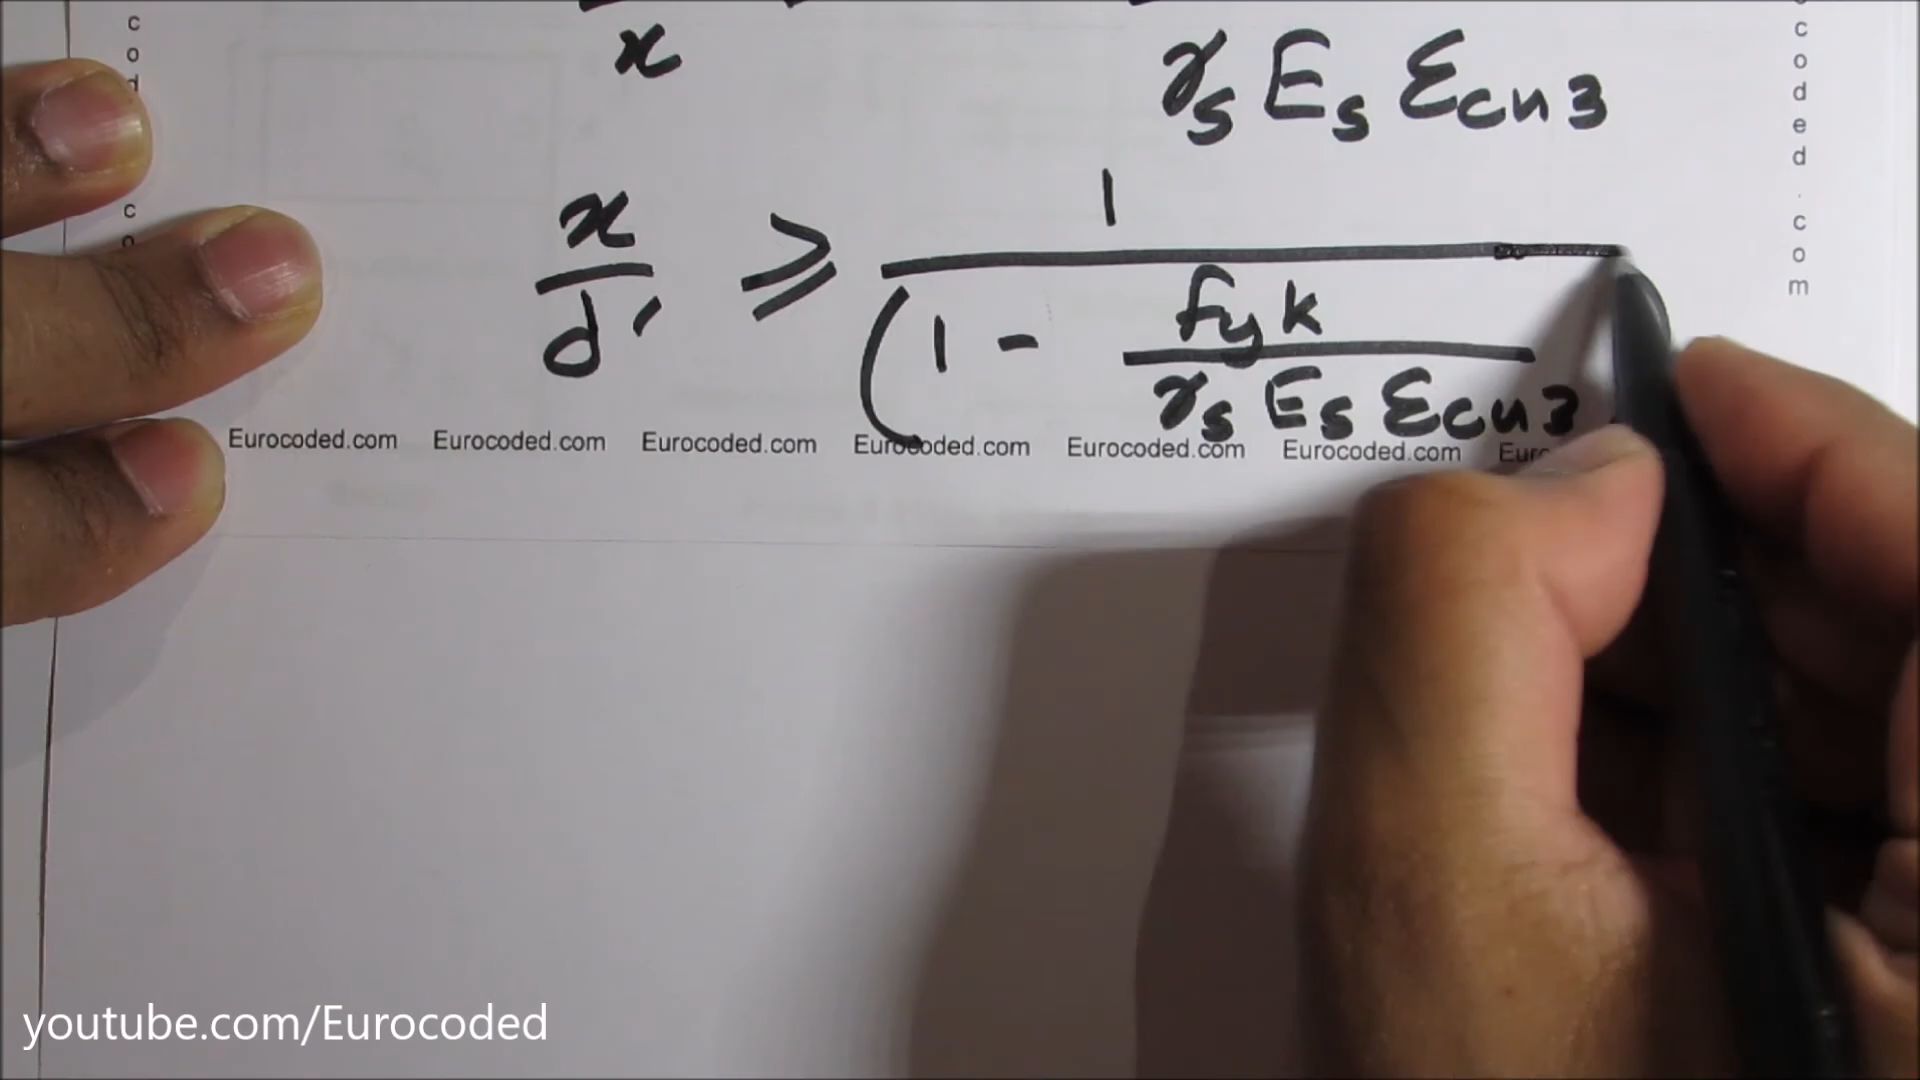 x
γs Es εcu3
x/d' ⩾ 1/(1 - fyk/γs Es εcu3
c
o
d
c
o
c
o
d
e
d
.
c
o
m
Eurocoded.com Eurocoded.com Eurocoded.com Eurocoded.com Eurocoded.com Eurocoded.com
youtube.com/Eurocoded